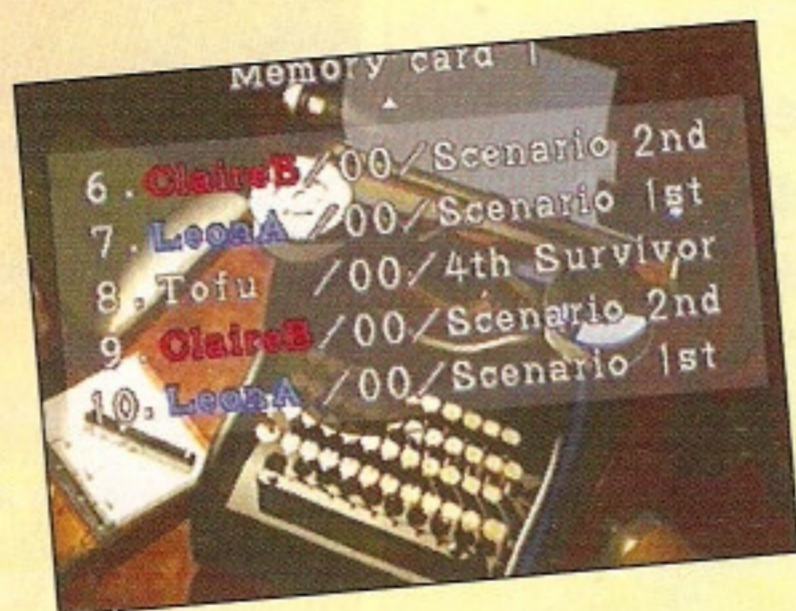 Memory card 1
6. ClaireB/00/Scenario 2nd
7. LeonA /00/Scenario 1st
8. Tofu /00/4th Survivor
9. ClaireB/00/Scenario 2nd
10. LeonA /00/Scenario 1st